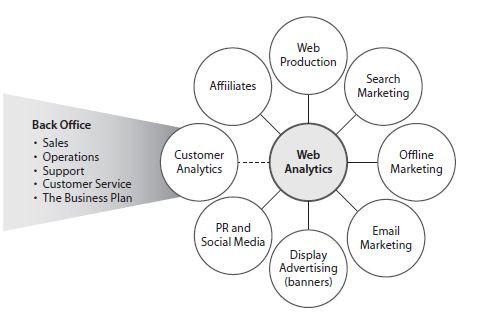 Web
Production
Affiiliates
Search
Marketing
Back Office
• Sales
• Operations
• Support
• Customer Service
• The Business Plan
Customer
Analytics
Web
Analytics
Offline
Marketing
PR and
Social Media
Email
Marketing
Display
Advertising
(banners)